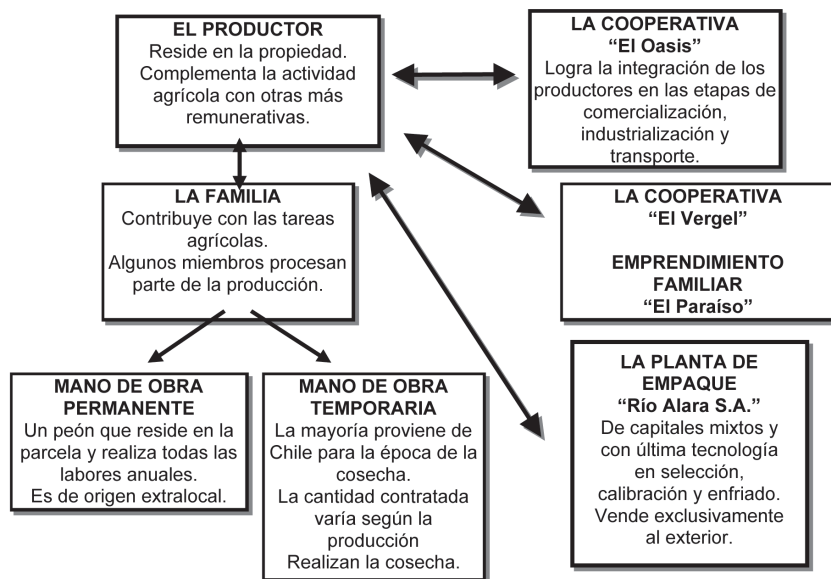 EL PRODUCTOR
Reside en la propiedad.
Complementa la actividad
agrícola con otras más
remunerativas.
LA COOPERATIVA
“El Oasis”
Logra la integración de los
productores en las etapas de
comercialización,
industrialización y
transporte.
LA FAMILIA
Contribuye con las tareas
agrícolas.
Algunos miembros procesan
parte de la producción.
LA COOPERATIVA
“El Vergel”
EMPRENDIMIENTO
FAMILIAR
“El Paraíso”
MANO DE OBRA
PERMANENTE
Un peón que reside en la
parcela y realiza todas las
labores anuales.
Es de origen extralocal.
MANO DE OBRA
TEMPORARIA
La mayoría proviene de
Chile para la época de la
cosecha.
La cantidad contratada
varía según la
producción
Realizan la cosecha.
LA PLANTA DE
EMPAQUE
“Río Alara S.A.”
De capitales mixtos y
con última tecnología
en selección,
calibración y enfriado.
Vende exclusivamente
al exterior.